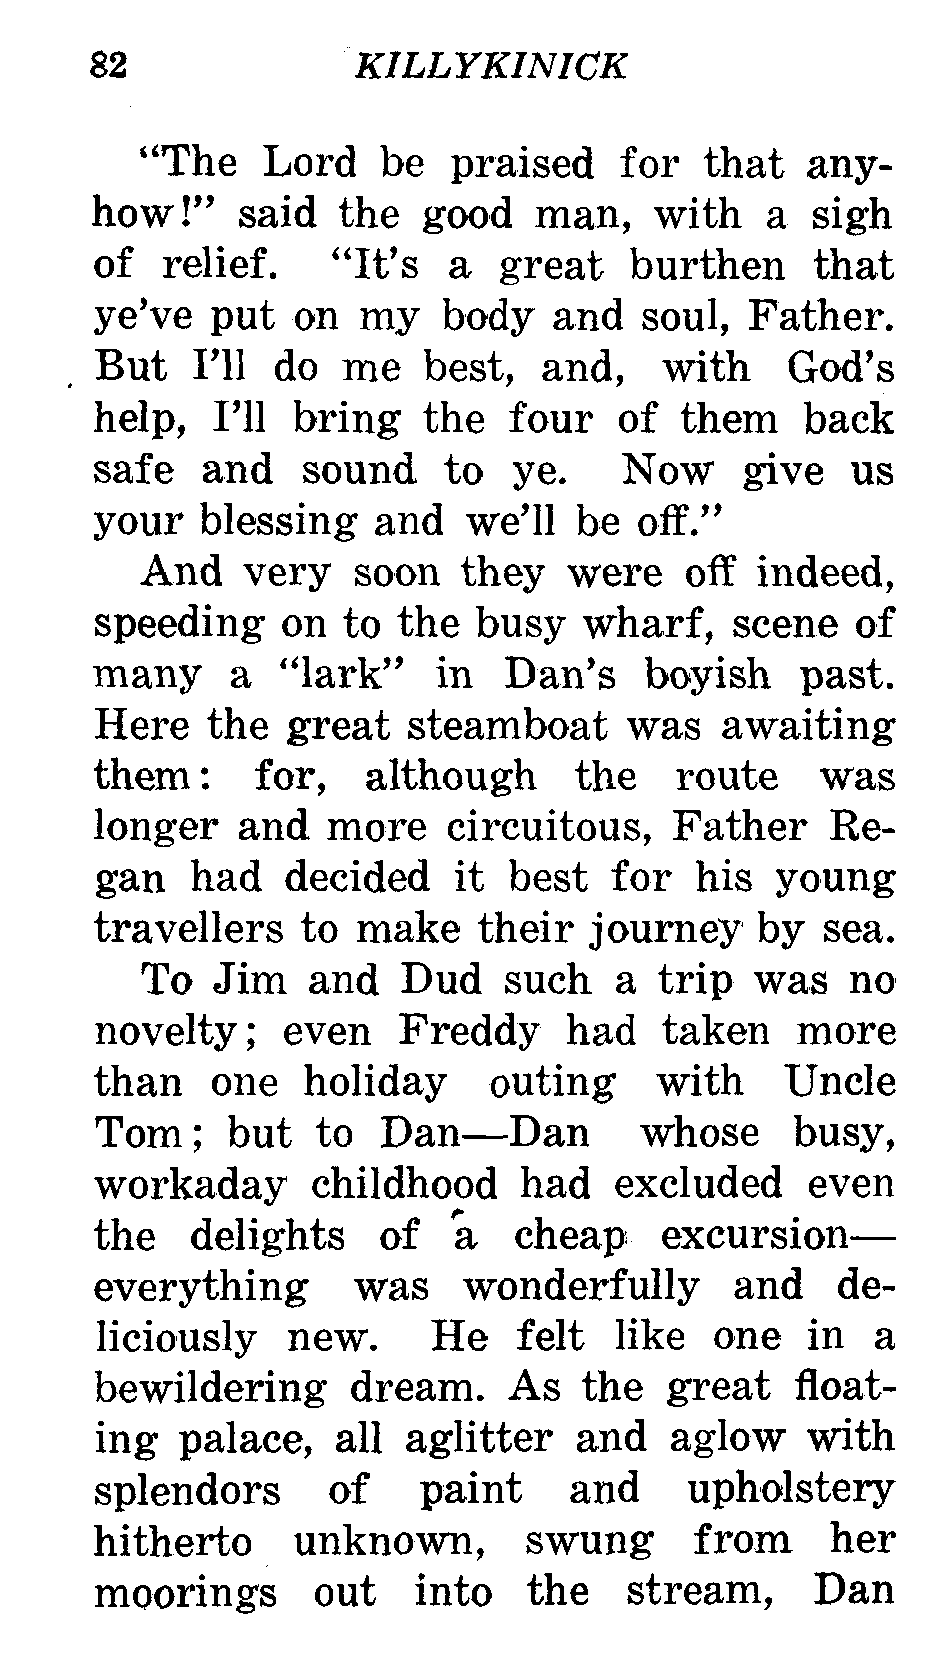 82 KILLYKINICK
"The Lord be praised for that any-
how!" said the good man, with a sigh
of relief. "It's a great burthen that
ye've put on my body and soul, Father.
But I'll do me best, and, with God's
help, I'll bring the four of them back
safe and sound to ye. Now give us
your blessing and we'll be off."
And very soon they were off indeed,
speeding on to the busy wharf, scene of
many a "lark" in Dan's boyish past.
Here the great steamboat was awaiting
them: for, although the route was
longer and more circuitous, Father Re-
gan had decided it best for his young
travellers to make their journey by sea.
To Jim and Dud such a trip was no
novelty; even Freddy had taken more
than one holiday outing with Uncle
Tom; but to Dan—Dan whose busy,
workaday childhood had excluded even
the delights of a cheap excursion—
everything was wonderfully and de-
liciously new. He felt like one in a
bewildering dream. As the great float-
ing palace, all aglitter and aglow with
splendors of paint and upholstery
hitherto unknown, swung from her
moorings out into the stream, Dan